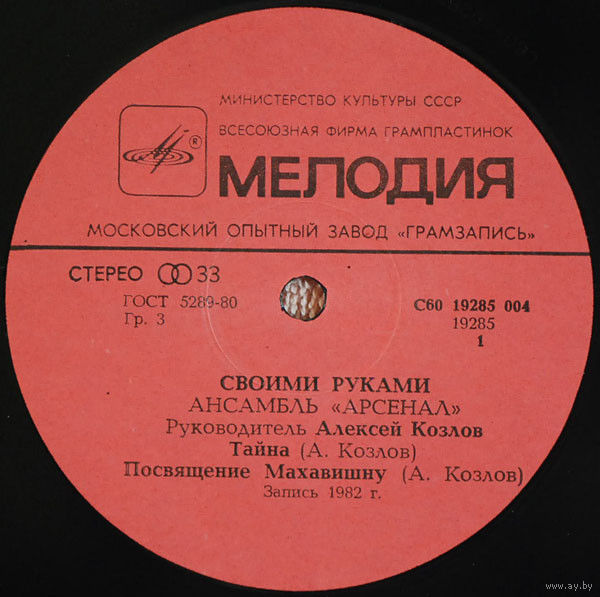 МИНИСТЕРСТВО КУЛЬТУРЫ СССР
ВСЕСОЮЗНАЯ ФИРМА ГРАМПЛАСТИНОК
®
МЕЛОДИЯ
МОСКОВСКИЙ ОПЫТНЫЙ ЗАВОД «ГРАМЗАПИСЬ»
СТЕРЕО 33
ГОСТ 5289-80
Гр. 3
С60 19285 004
19285
1
СВОИМИ РУКАМИ
АНСАМБЛЬ «АРСЕНАЛ»
Руководитель Алексей Козлов
Тайна (А. Козлов)
Посвящение Махавишну (А. Козлов)
Запись 1982 г.
www.ay.by